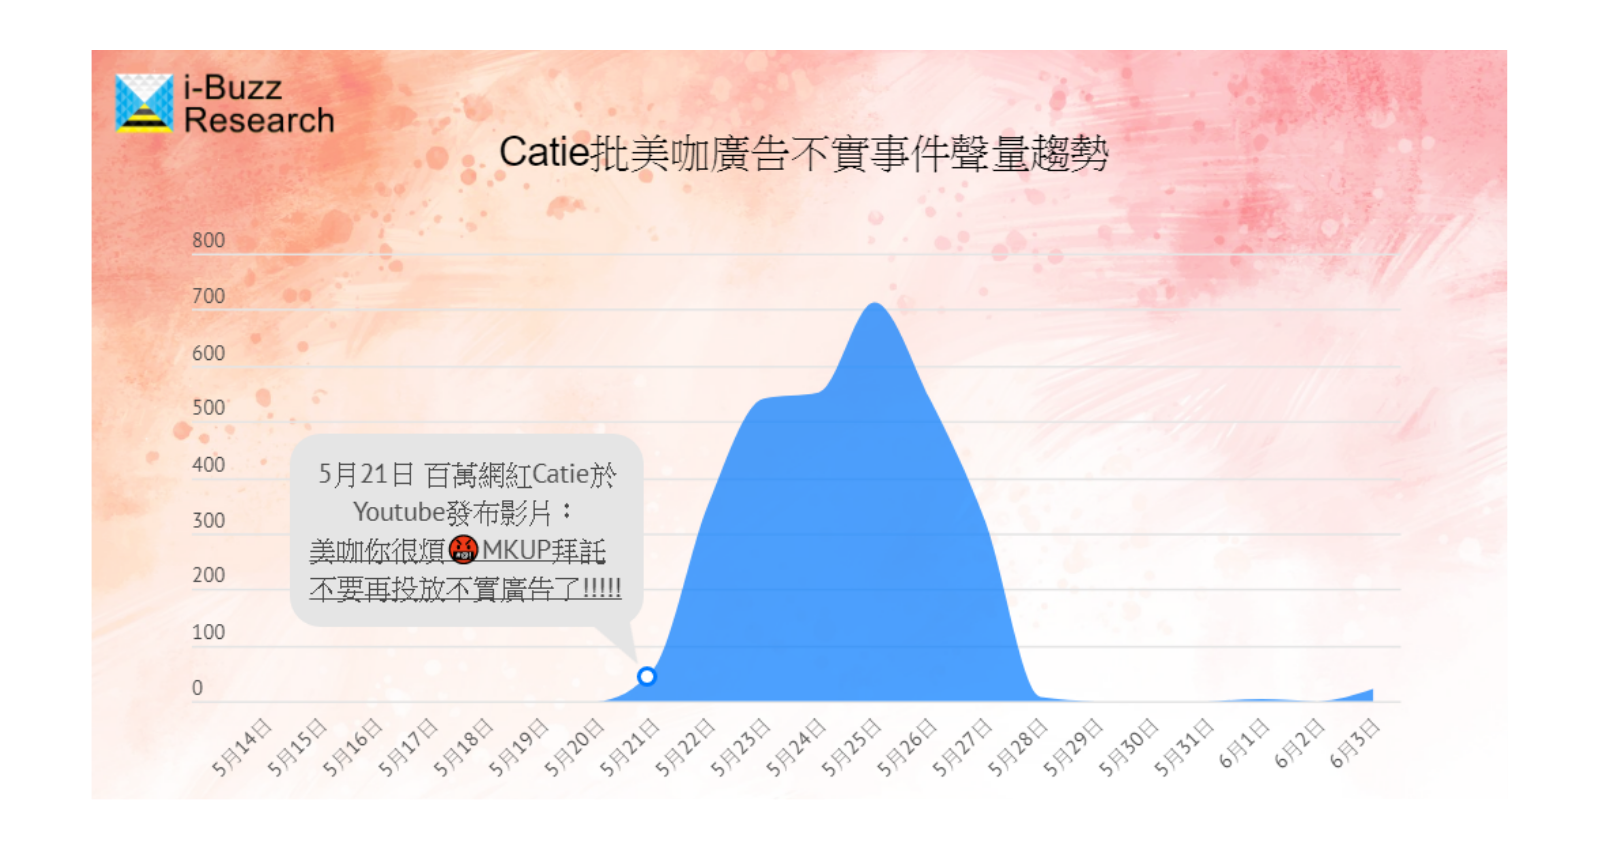 i-Buzz
Research
Catie批美咖廣告不實事件聲量趨勢
800
700
600
500
400
300
200
100
0
5月21日 百萬網紅Catie於
Youtube發布影片：
美咖你很煩🤬MKUP拜託
不要再投放不實廣告了!!!!!
5月14日
5月15日
5月16日
5月17日
5月18日
5月19日
5月20日
5月21日
5月22日
5月23日
5月24日
5月25日
5月26日
5月27日
5月28日
5月29日
5月30日
5月31日
6月1日
6月2日
6月3日